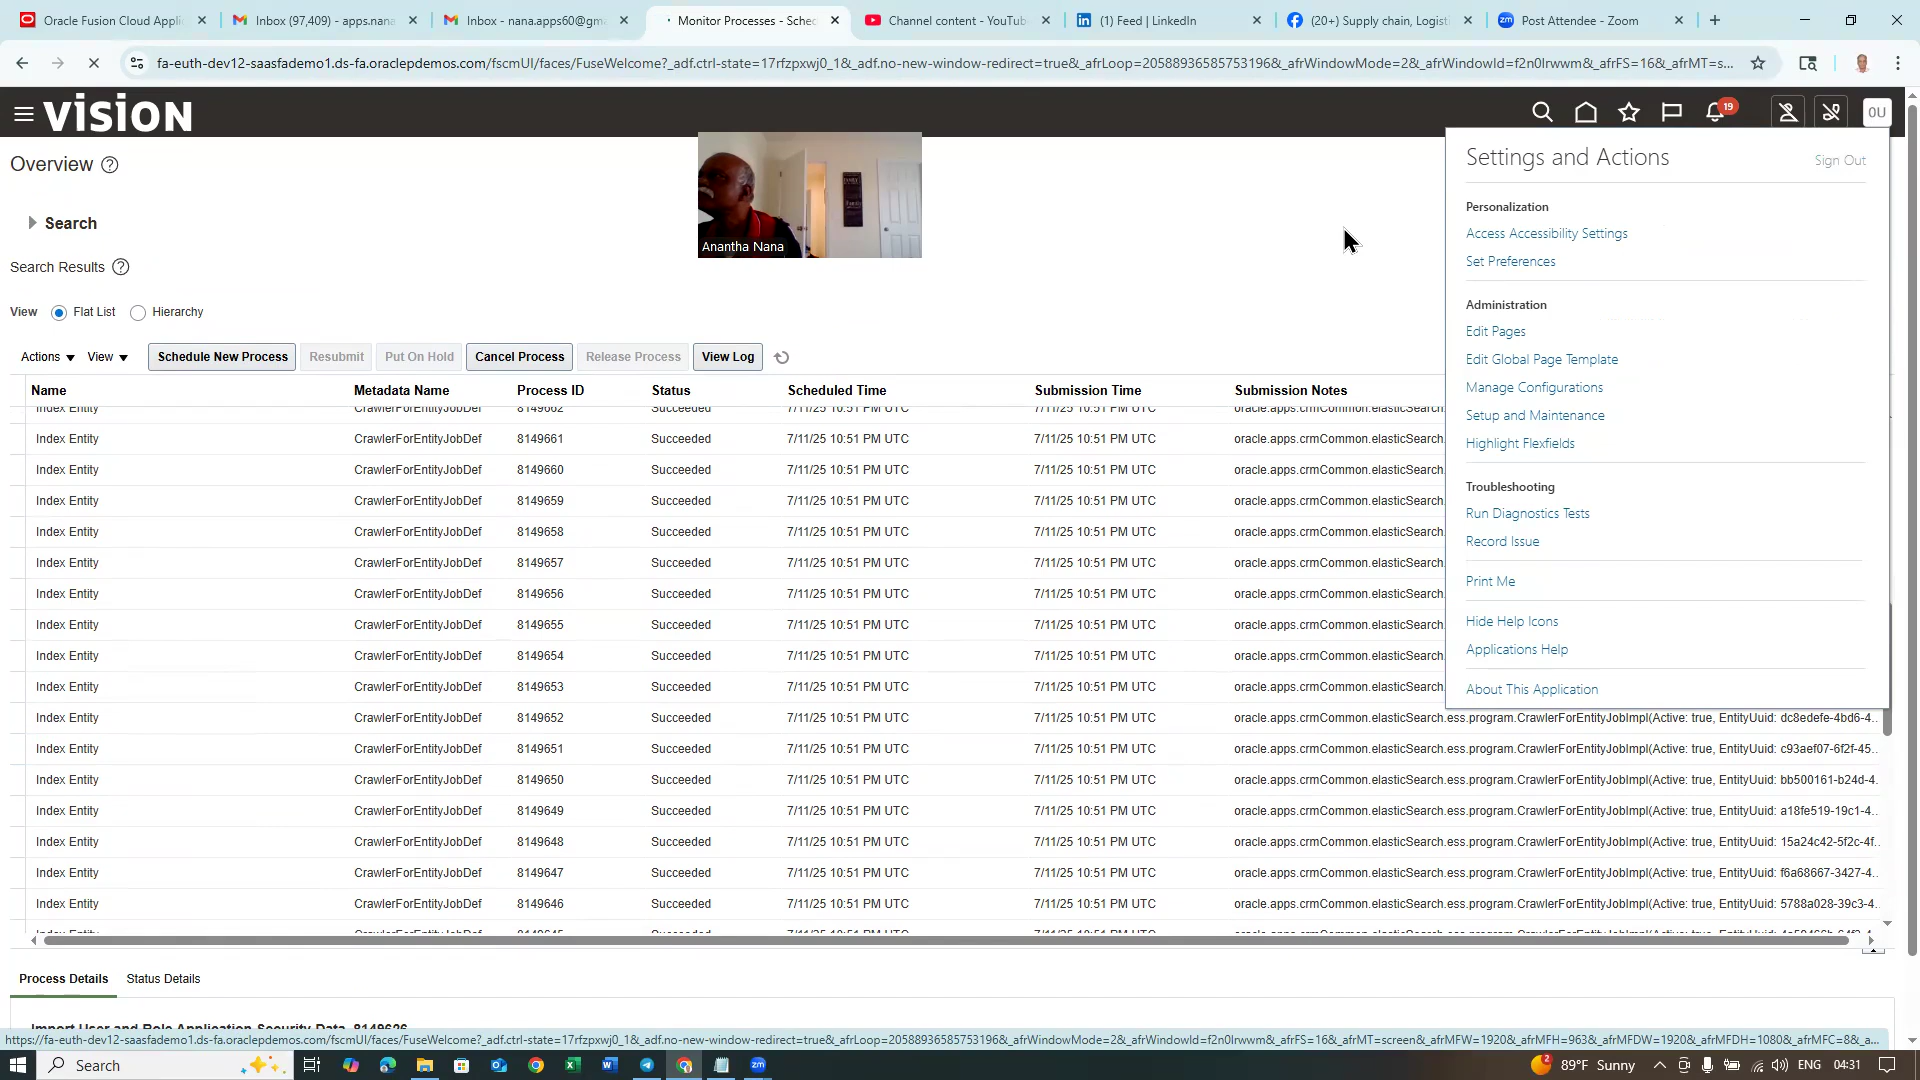 Oracle Fusion Cloud Appli
Inbox (97,409) - apps.nana
Inbox - nana.apps60@gm
Monitor Processes - Sche
Channel content - YouTub
(1) Feed | LinkedIn
(20+) Supply chain, Logist
Post Attendee - Zoom
fa-euth-dev12-saasfademo1.ds-fa.oraclepdemos.com/fscmUI/faces/FuseWelcome?_adf.ctrl-state=17rfzpxwj0_1&_adf.no-new-window-redirect=true&_afrLoop=20588936585753196&_afrWindowMode=2&_afrWindowId=f2n0lrwwm&_afrFS=16&_afrMT=s...
vision
19
OU
Overview
Search
Search Results
View Flat List Hierarchy
Actions View Schedule New Process Resubmit Put On Hold Cancel Process Release Process View Log
Name Metadata Name Process ID Status Scheduled Time Submission Time Submission Notes
Index Entity CrawlerForEntityJobDef 8149662 Succeeded 7/11/25 10:51 PM UTC 7/11/25 10:51 PM UTC oracle.apps.crmCommon.elasticSearch.
Index Entity CrawlerForEntityJobDef 8149661 Succeeded 7/11/25 10:51 PM UTC 7/11/25 10:51 PM UTC oracle.apps.crmCommon.elasticSearch.
Index Entity CrawlerForEntityJobDef 8149660 Succeeded 7/11/25 10:51 PM UTC 7/11/25 10:51 PM UTC oracle.apps.crmCommon.elasticSearch.
Index Entity CrawlerForEntityJobDef 8149659 Succeeded 7/11/25 10:51 PM UTC 7/11/25 10:51 PM UTC oracle.apps.crmCommon.elasticSearch.
Index Entity CrawlerForEntityJobDef 8149658 Succeeded 7/11/25 10:51 PM UTC 7/11/25 10:51 PM UTC oracle.apps.crmCommon.elasticSearch.
Index Entity CrawlerForEntityJobDef 8149657 Succeeded 7/11/25 10:51 PM UTC 7/11/25 10:51 PM UTC oracle.apps.crmCommon.elasticSearch.
Index Entity CrawlerForEntityJobDef 8149656 Succeeded 7/11/25 10:51 PM UTC 7/11/25 10:51 PM UTC oracle.apps.crmCommon.elasticSearch.
Index Entity CrawlerForEntityJobDef 8149655 Succeeded 7/11/25 10:51 PM UTC 7/11/25 10:51 PM UTC oracle.apps.crmCommon.elasticSearch.
Index Entity CrawlerForEntityJobDef 8149654 Succeeded 7/11/25 10:51 PM UTC 7/11/25 10:51 PM UTC oracle.apps.crmCommon.elasticSearch.
Index Entity CrawlerForEntityJobDef 8149653 Succeeded 7/11/25 10:51 PM UTC 7/11/25 10:51 PM UTC oracle.apps.crmCommon.elasticSearch.
Index Entity CrawlerForEntityJobDef 8149652 Succeeded 7/11/25 10:51 PM UTC 7/11/25 10:51 PM UTC oracle.apps.crmCommon.elasticSearch.ess.program.CrawlerForEntityJobImpl(Active: true, EntityUuid: dc8edefe-4bd6-4...
Index Entity CrawlerForEntityJobDef 8149651 Succeeded 7/11/25 10:51 PM UTC 7/11/25 10:51 PM UTC oracle.apps.crmCommon.elasticSearch.ess.program.CrawlerForEntityJobImpl(Active: true, EntityUuid: c93aef07-6f2f-45...
Index Entity CrawlerForEntityJobDef 8149650 Succeeded 7/11/25 10:51 PM UTC 7/11/25 10:51 PM UTC oracle.apps.crmCommon.elasticSearch.ess.program.CrawlerForEntityJobImpl(Active: true, EntityUuid: bb500161-b24d-4...
Index Entity CrawlerForEntityJobDef 8149649 Succeeded 7/11/25 10:51 PM UTC 7/11/25 10:51 PM UTC oracle.apps.crmCommon.elasticSearch.ess.program.CrawlerForEntityJobImpl(Active: true, EntityUuid: a18fe519-19c1-4...
Index Entity CrawlerForEntityJobDef 8149648 Succeeded 7/11/25 10:51 PM UTC 7/11/25 10:51 PM UTC oracle.apps.crmCommon.elasticSearch.ess.program.CrawlerForEntityJobImpl(Active: true, EntityUuid: 15a24c42-5f2c-4f...
Index Entity CrawlerForEntityJobDef 8149647 Succeeded 7/11/25 10:51 PM UTC 7/11/25 10:51 PM UTC oracle.apps.crmCommon.elasticSearch.ess.program.CrawlerForEntityJobImpl(Active: true, EntityUuid: f6a68667-3427-4...
Index Entity CrawlerForEntityJobDef 8149646 Succeeded 7/11/25 10:51 PM UTC 7/11/25 10:51 PM UTC oracle.apps.crmCommon.elasticSearch.ess.program.CrawlerForEntityJobImpl(Active: true, EntityUuid: 5788a028-39c3-4...
Anantha Nana
Settings and Actions Sign Out
Personalization
Access Accessibility Settings
Set Preferences
Administration
Edit Pages
Edit Global Page Template
Manage Configurations
Setup and Maintenance
Highlight Flexfields
Troubleshooting
Run Diagnostics Tests
Record Issue
Print Me
Hide Help Icons
Applications Help
About This Application
Process Details Status Details
Import User and Role Application Security Data, 8149626
https://fa-euth-dev12-saasfademo1.ds-fa.oraclepdemos.com/fscmUI/faces/FuseWelcome?_adf.ctrl-state=17rfzpxwj0_1&_adf.no-new-window-redirect=true&_afrLoop=20588936585753196&_afrWindowMode=2&_afrWindowId=f2n0lrwwm&_afrFS=16&_afrMT=screen&_afrMFW=1920&_afrMFH=963&_afrMFDW=1920&_afrMFDH=1080&_afrMFC=8&_a...
Search
2
89°F Sunny
ENG
04:31